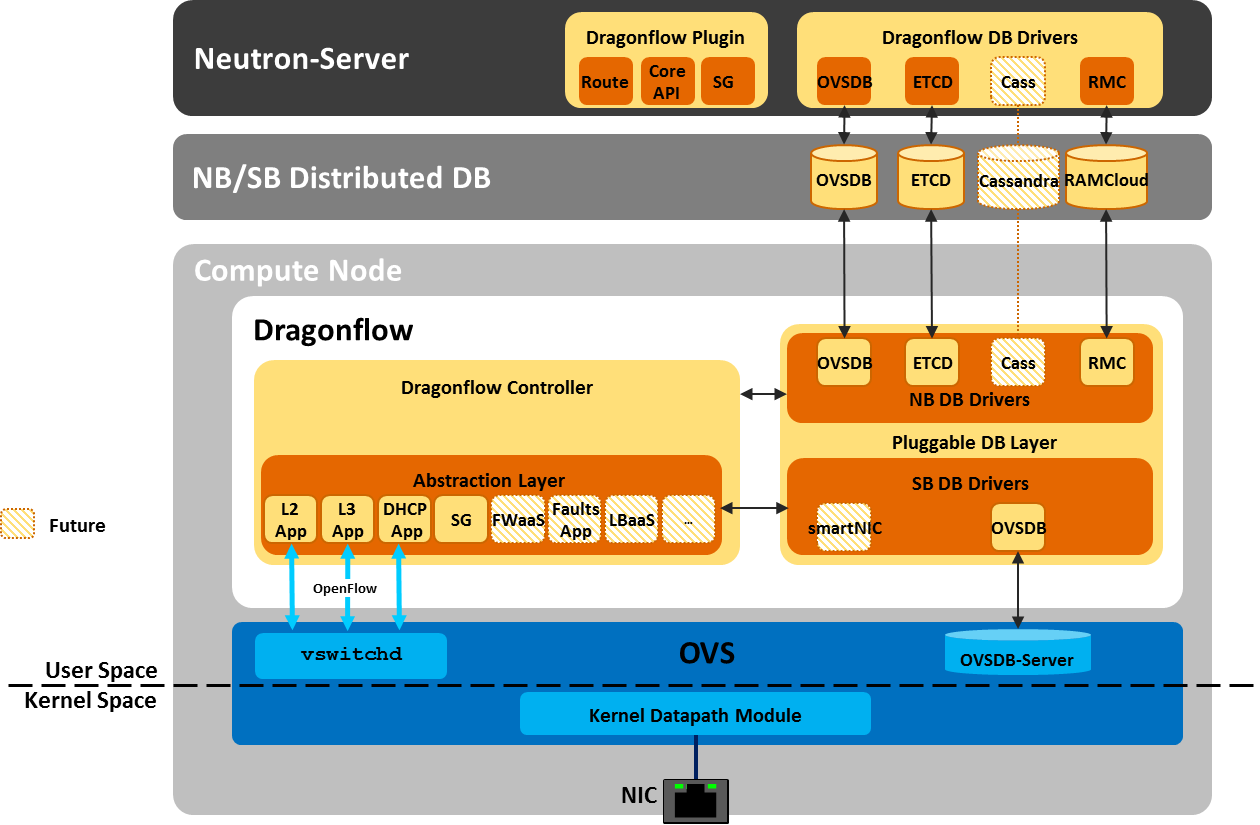 Neutron-Server
Dragonflow Plugin
Route
Core
API
SG
Dragonflow DB Drivers
OVSDB
ETCD
Cass
RMC
NB/SB Distributed DB
OVSDB
ETCD
Cassandra
RAMCloud
Compute Node
Dragonflow
Dragonflow Controller
Abstraction Layer
L2
App
L3
App
DHCP
App
SG
FWaaS
Faults
App
LBaaS
...
OVSDB
ETCD
Cass
RMC
NB DB Drivers
Pluggable DB Layer
SB DB Drivers
smartNIC
OVSDB
Future
OpenFlow
vswitchd
OVS
OVSDB-Server
User Space
Kernel Space
Kernel Datapath Module
NIC